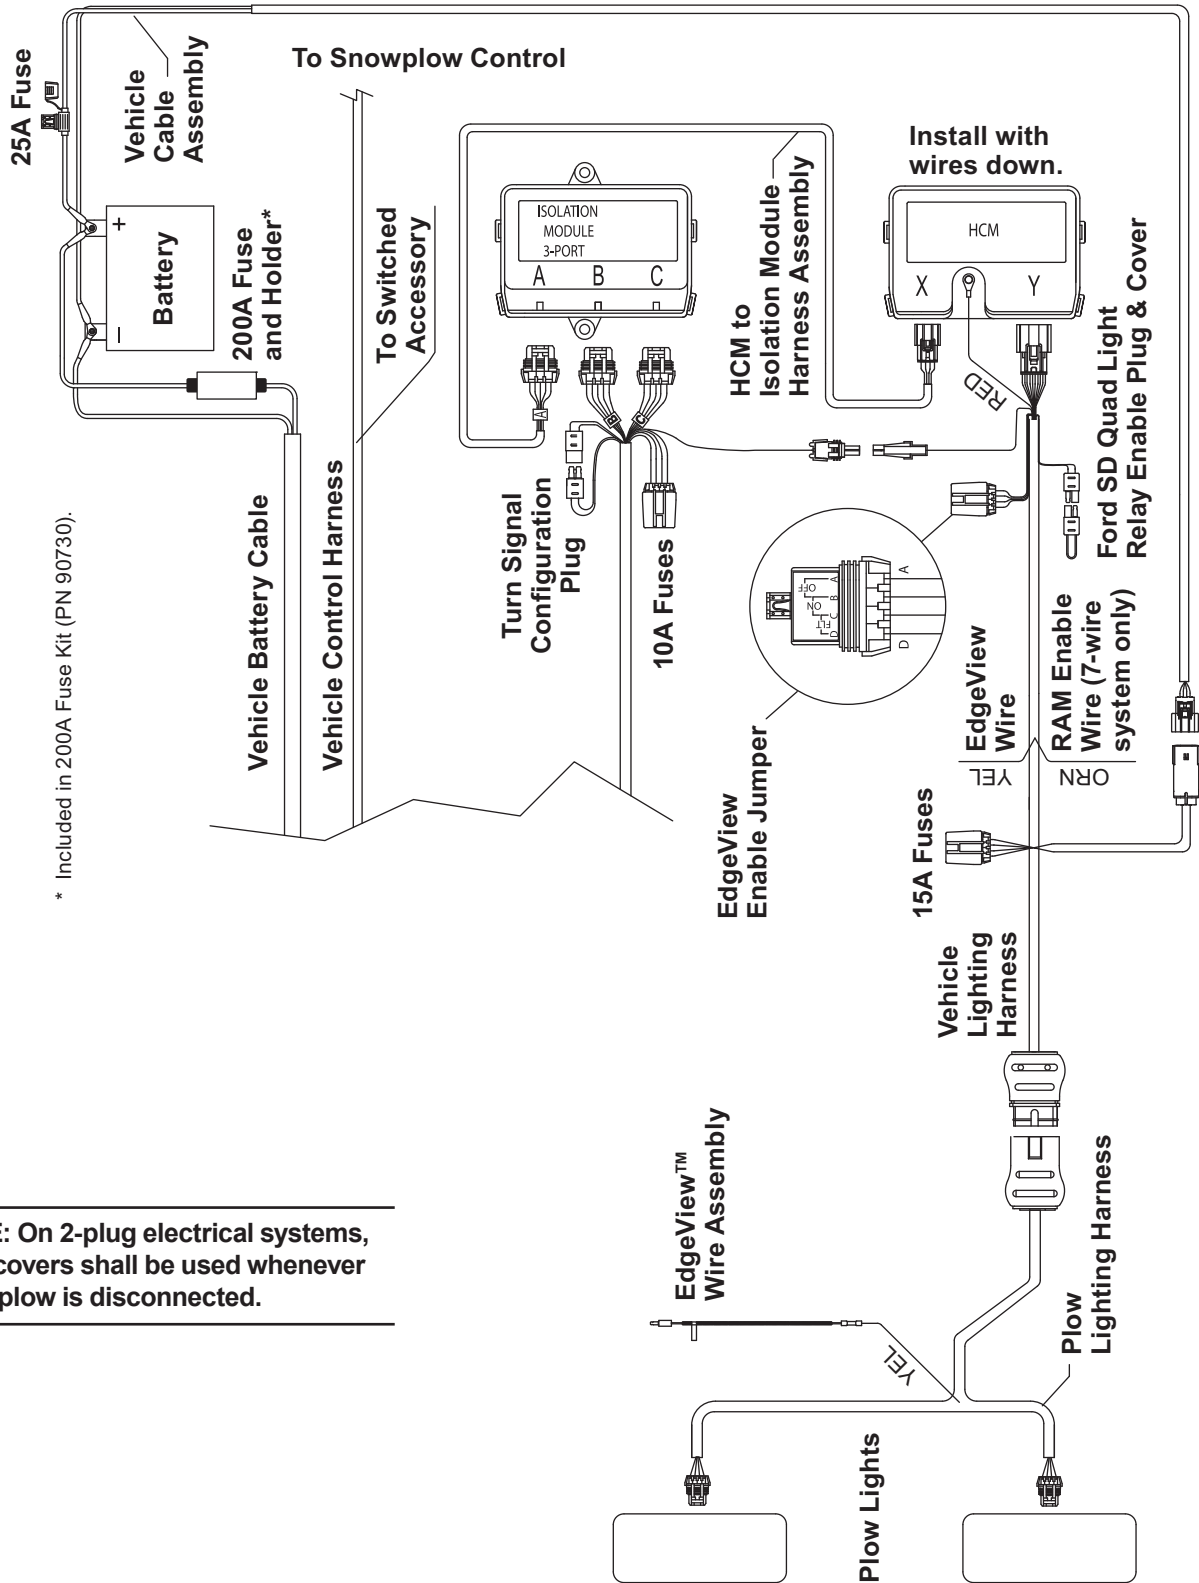 25A Fuse
Vehicle
Cable
Assembly
To Snowplow Control
+
–
Battery
200A Fuse
and Holder*
To Switched
Accessory
ISOLATION
MODULE
3-PORT
A B C
HCM to
Isolation Module
Harness Assembly
Install with
wires down.
HCM
X Y
RED
Ford SD Quad Light
Relay Enable Plug & Cover
* Included in 200A Fuse Kit (PN 90730).
Vehicle Battery Cable
Vehicle Control Harness
A
B
C
Turn Signal
Configuration
Plug
10A Fuses
A
D
D C B A
FLT
ON
OFF
EdgeView
Enable Jumper
EdgeView
Wire
YEL
RAM Enable
Wire (7-wire
system only)
ORN
15A Fuses
Vehicle
Lighting
Harness
EdgeView™
Wire Assembly
YEL
Plow
Lighting Harness
Plow Lights
E: On 2-plug electrical systems,
covers shall be used whenever
plow is disconnected.